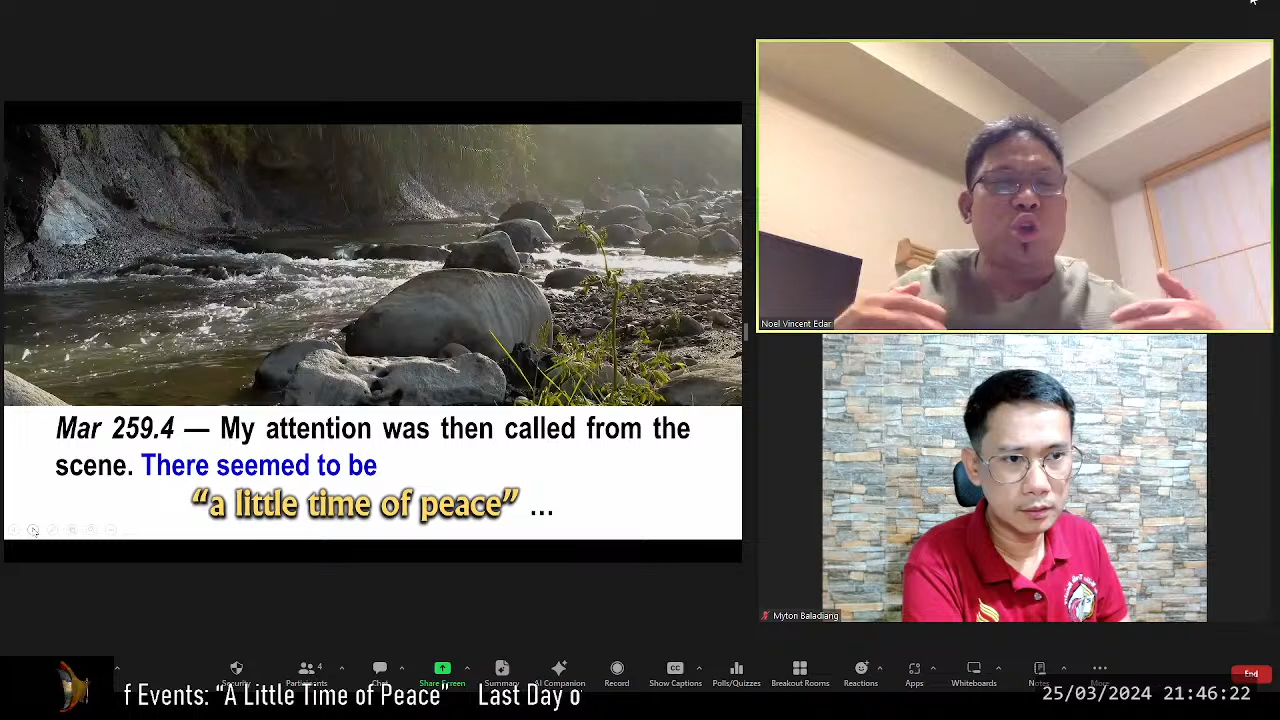 Mar 259.4 — My attention was then called from the
scene. There seemed to be
“a little time of peace” ...
Noel Vincent Edar
Myton Baladiang
4
Security
Participants
Chat
Share Screen
Summary
AI Companion
Record
Show Captions
Polls/Quizzes
Breakout Rooms
Reactions
Apps
Whiteboards
Notes
More
End
f Events: “A Little Time of Peace” Last Day o
25/03/2024 21:46:22